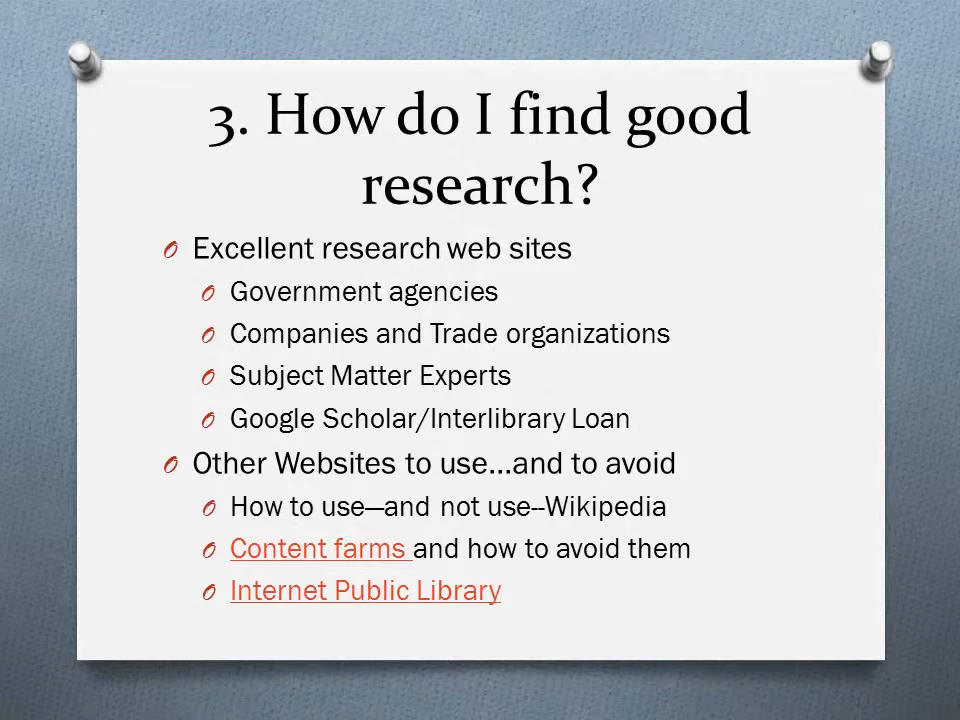 3. How do I find good
research?
Excellent research web sites
Government agencies
Companies and Trade organizations
Subject Matter Experts
Google Scholar/Interlibrary Loan
Other Websites to use...and to avoid
How to use—and not use--Wikipedia
Content farms and how to avoid them
Internet Public Library